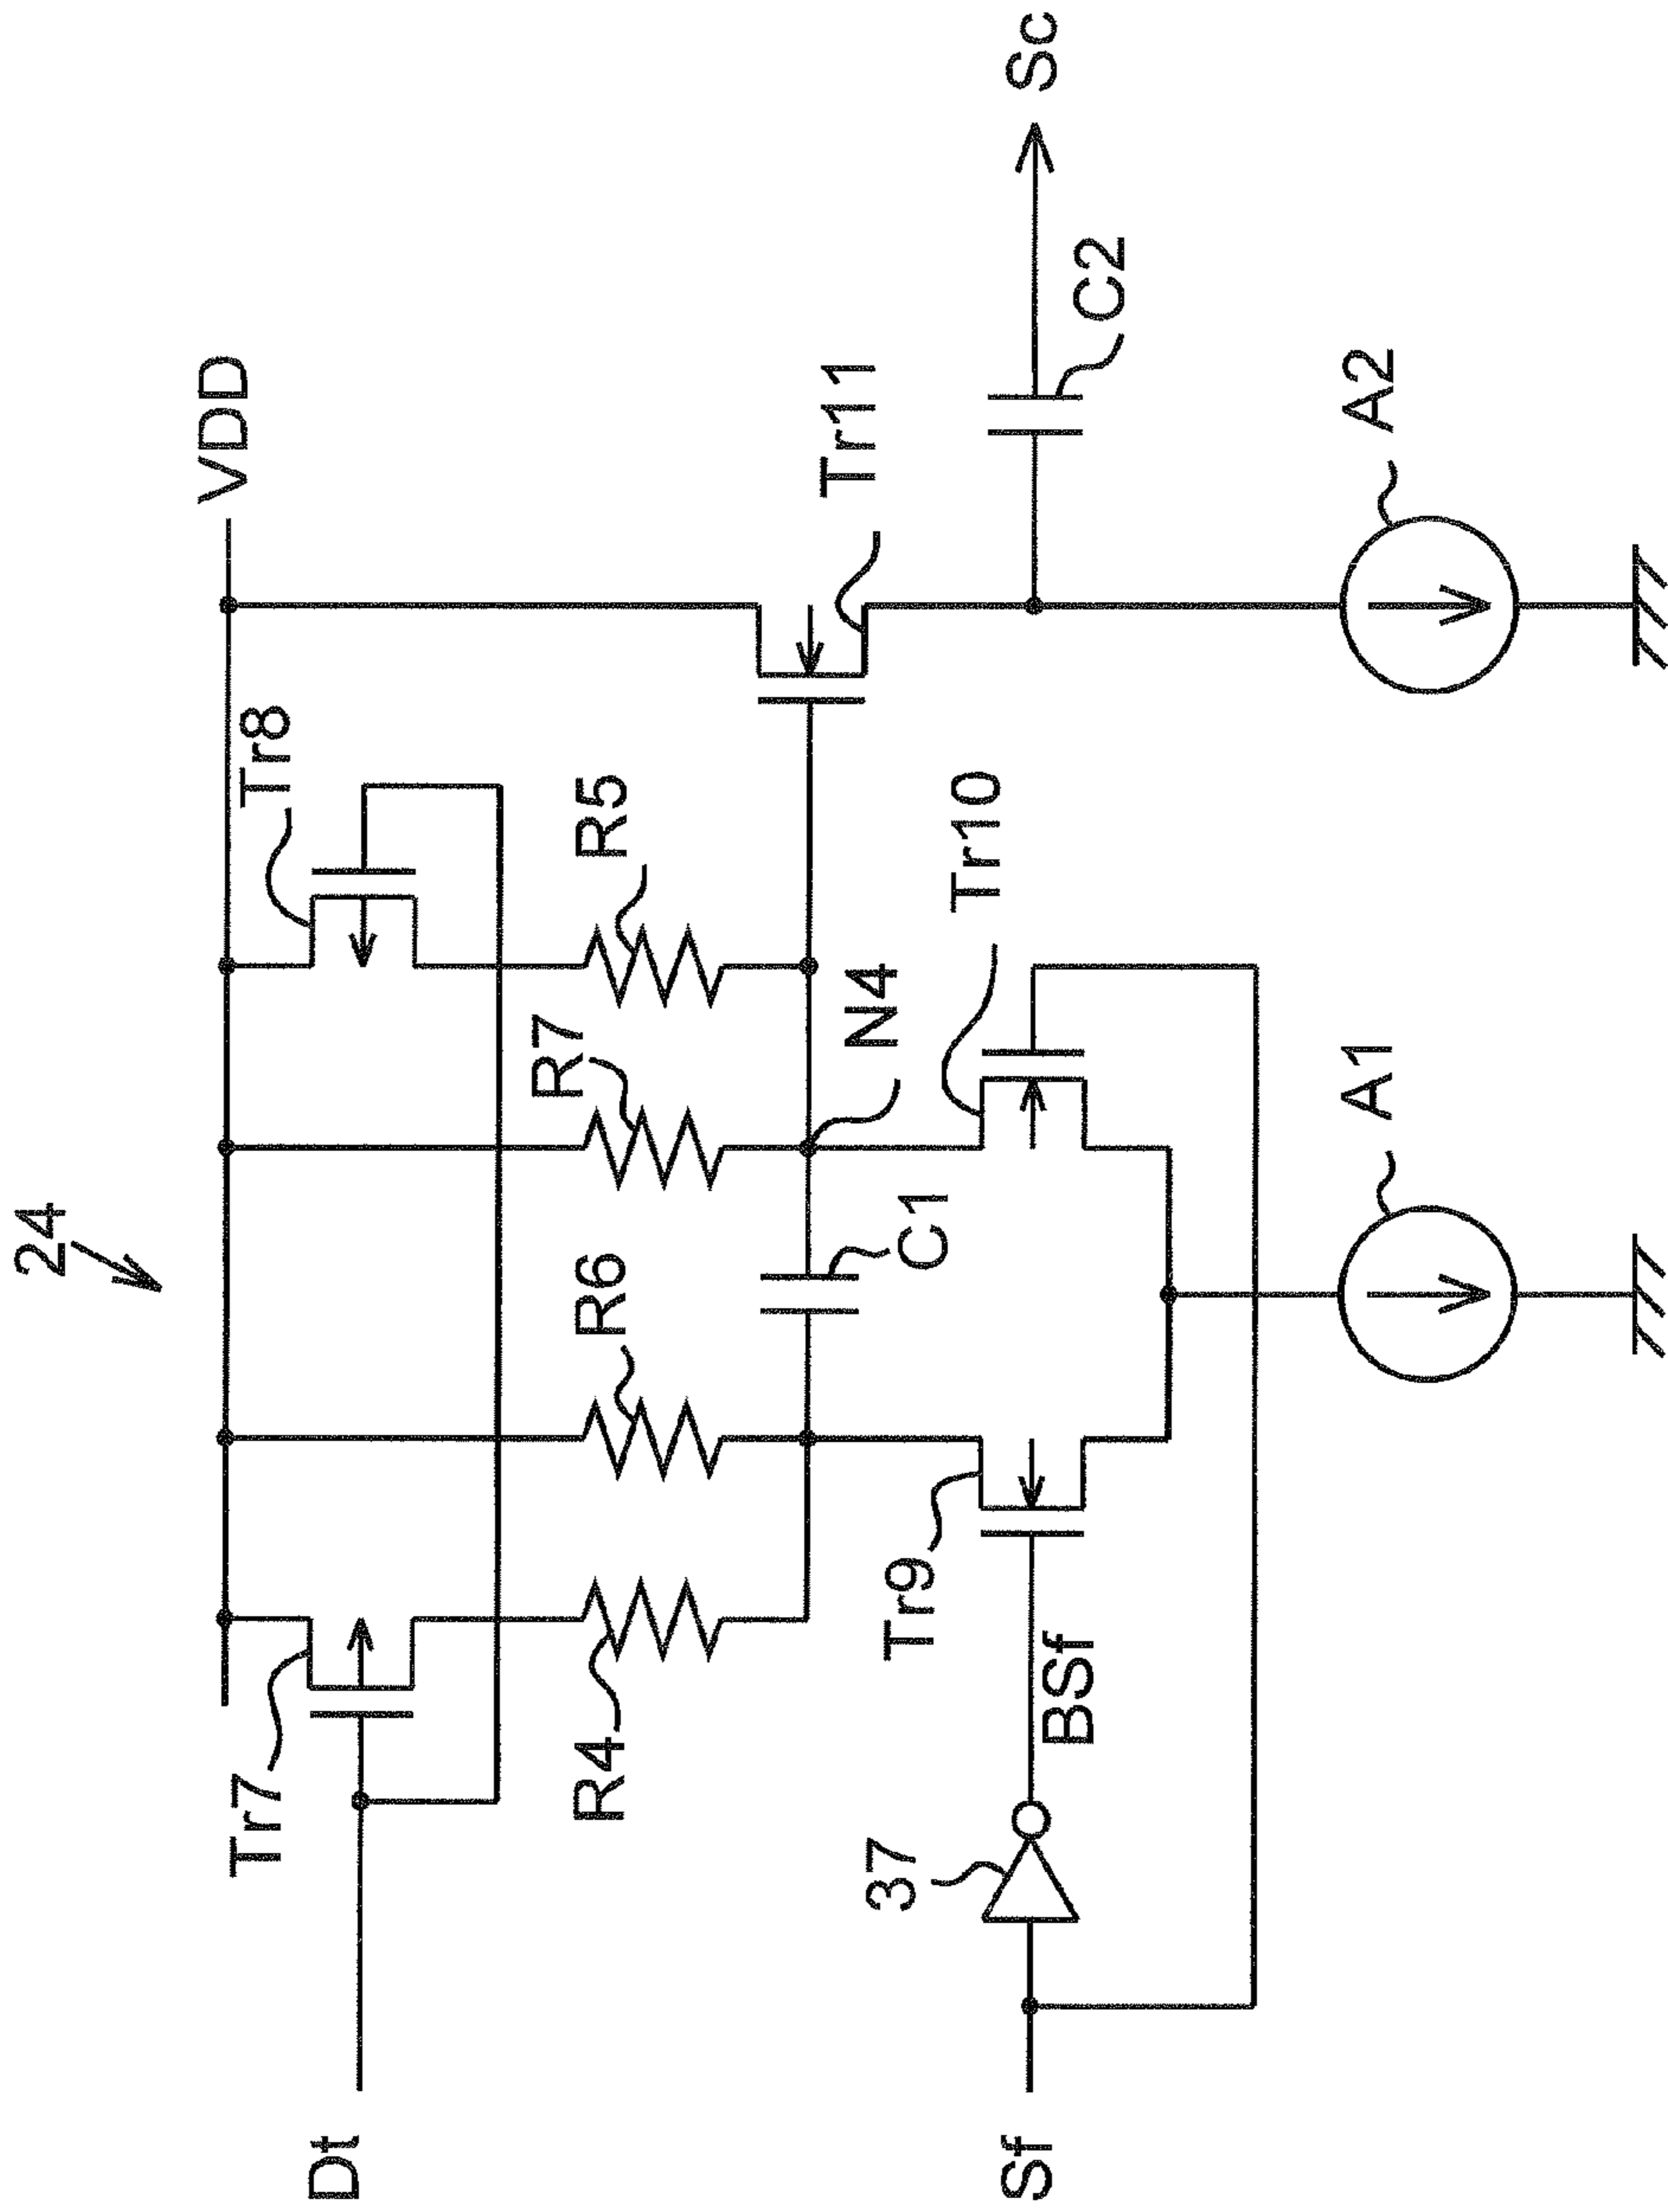 24
VDD
Tr7
Tr8
Dt
R4
R6
R7
R5
C1
N4
Tr11
37
BSf
Tr9
Tr10
C2
Sc
Sf
A1
A2